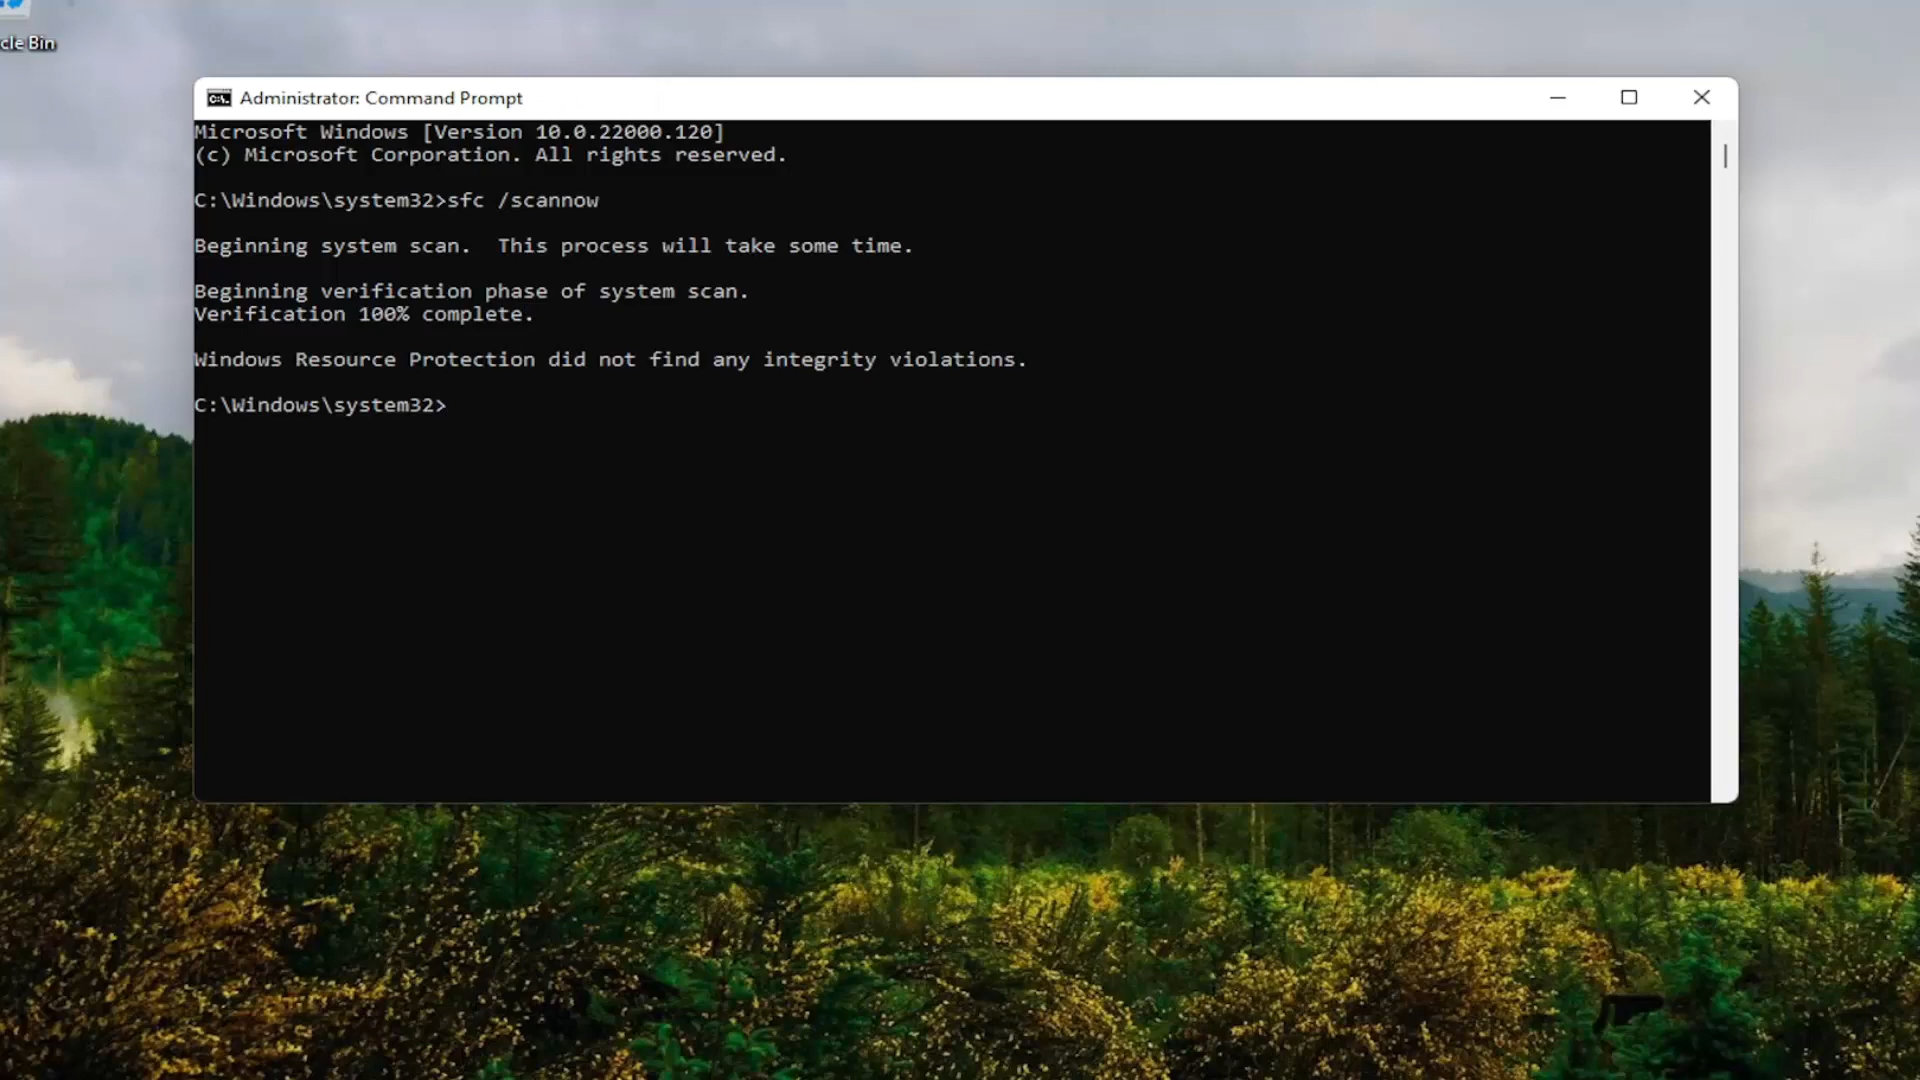 cle Bin
Administrator: Command Prompt
Microsoft Windows [Version 10.0.22000.120]
(c) Microsoft Corporation. All rights reserved.
C:\Windows\system32>sfc /scannow
Beginning system scan.  This process will take some time.
Beginning verification phase of system scan.
Verification 100% complete.
Windows Resource Protection did not find any integrity violations.
C:\Windows\system32>